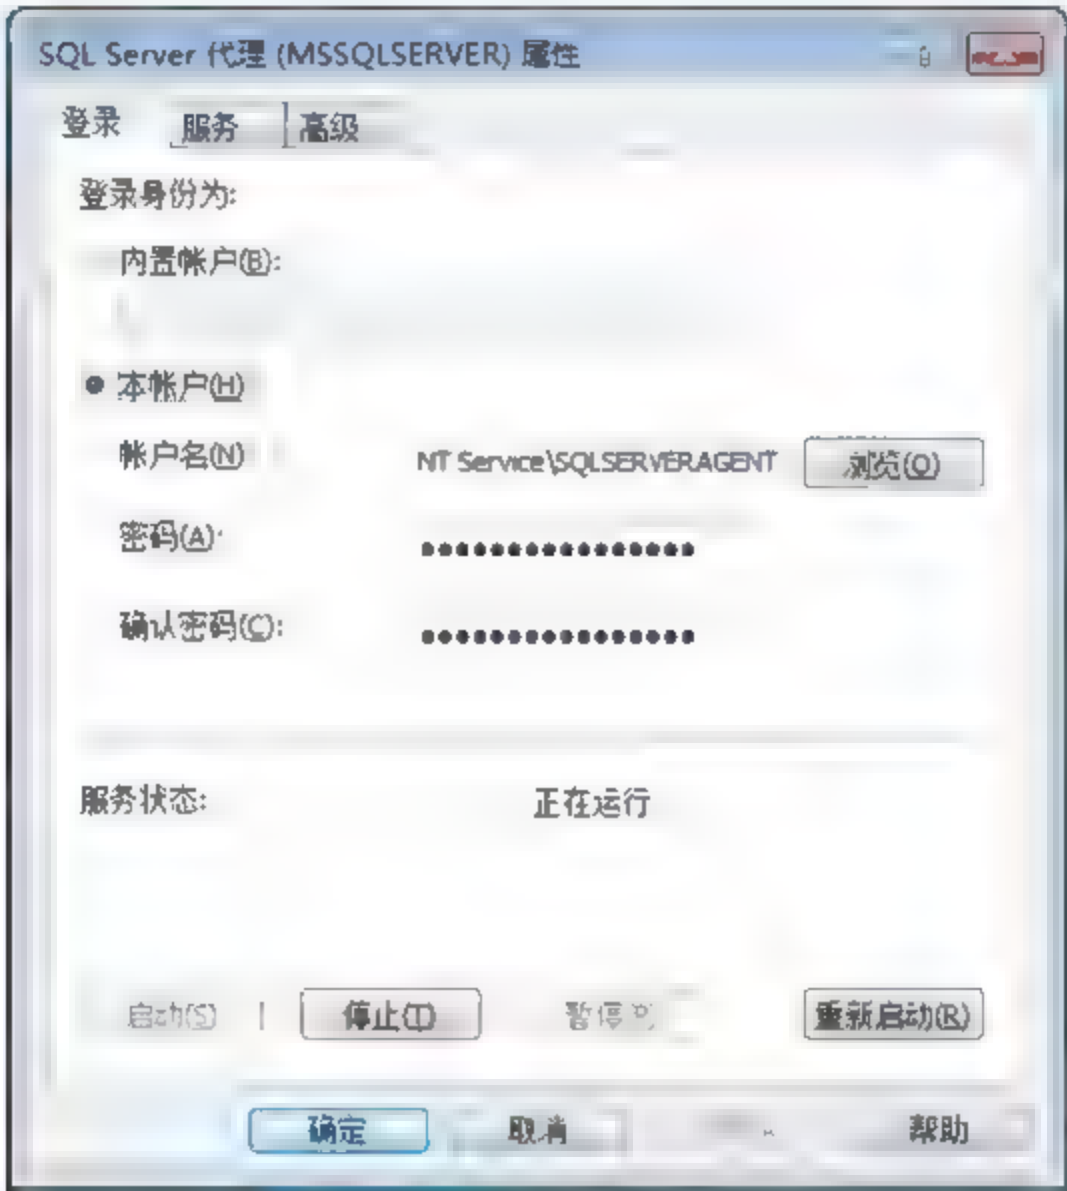 SQL Server 代理 (MSSQLSERVER) 属性
登录 服务 高级
登录身份为:
内置帐户(B):
本帐户(H)
帐户名(N) NT Service\SQLSERVERAGENT 浏览(O)
密码(A):
确认密码(C):
服务状态: 正在运行
启动(S) 停止(T) 暂停(P) 重新启动(R)
确定 取消 帮助